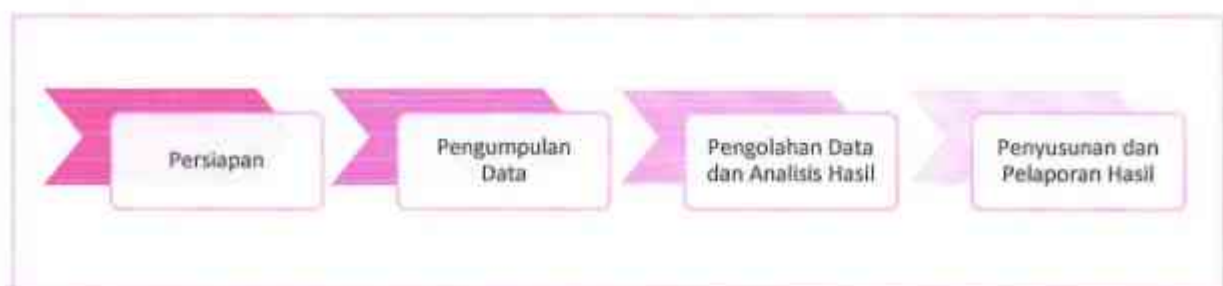 Persiapan
Pengumpulan
Data
Pengolahan Data
dan Analisis Hasil
Penyusunan dan
Pelaporan Hasil